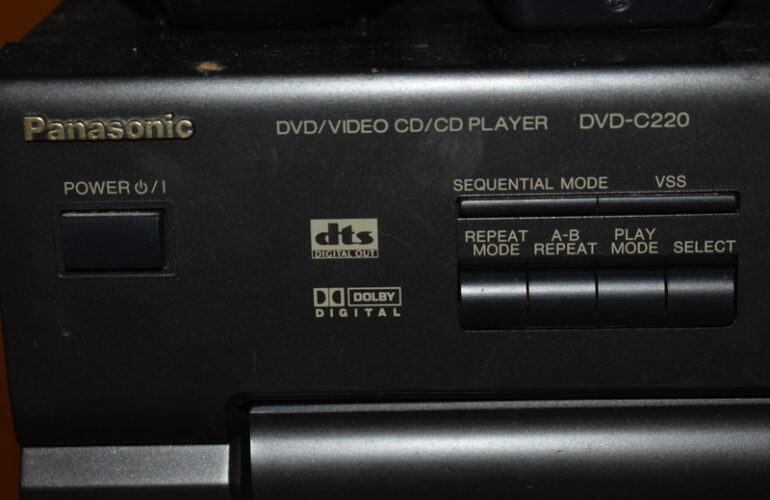 Panasonic
DVD/VIDEO CD/CD PLAYER DVD-C220
POWER ⏻/I
SEQUENTIAL MODE VSS
dts
DIGITAL OUT
REPEAT MODE
A-B REPEAT
PLAY MODE
SELECT
DOLBY
DIGITAL